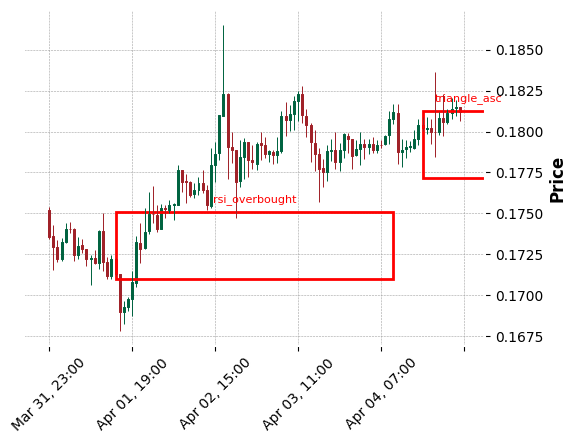 0.1850
0.1825
triangle_asc
0.1800
0.1775
rsi_overbought
0.1750
0.1725
0.1700
0.1675
Price
Mar 31, 23:00
Apr 01, 19:00
Apr 02, 15:00
Apr 03, 11:00
Apr 04, 07:00